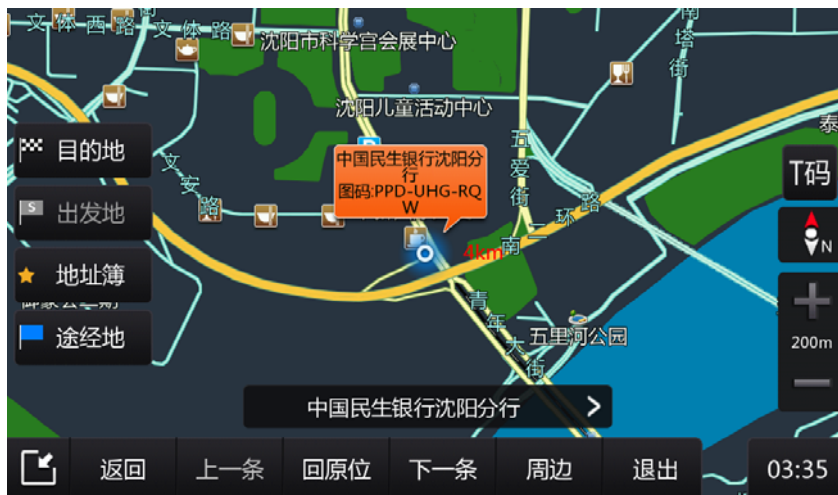 文体西路
文体路
沈阳市科学宫会展中心
南塔街
沈阳儿童活动中心
P
泰
五爱街
目的地
中国民生银行沈阳分
行
图码:PPD-UHG-RQ
W
T码
文安路
S
出发地
南二环路
4km
N
地址簿
青年大街
五里河公园
途经地
200m
中国民生银行沈阳分行
返回
上一条
回原位
下一条
周边
退出
03:35